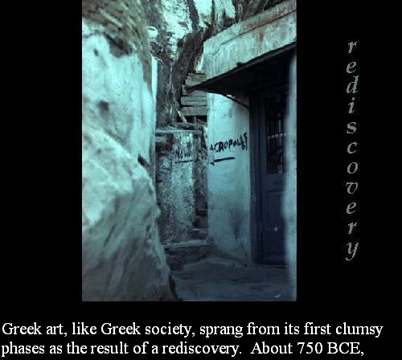 rediscovery
ACROPOLIS
Greek art, like Greek society, sprang from its first clumsy
phases as the result of a rediscovery. About 750 BCE,